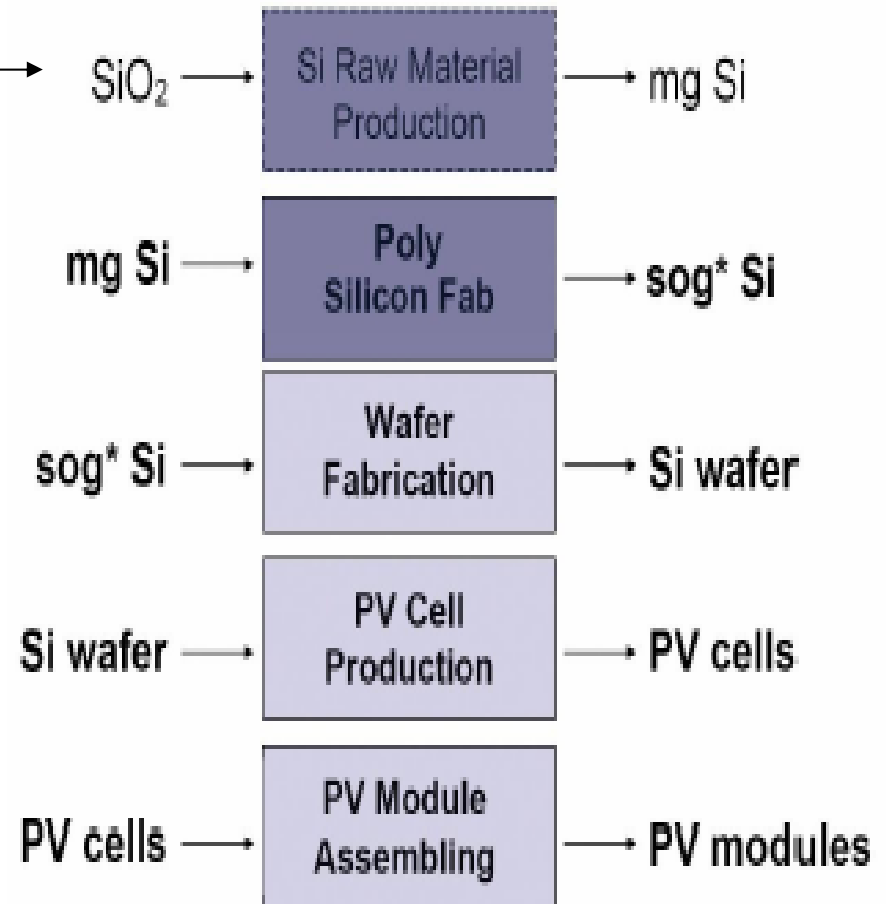 SiO₂
Si Raw Material
Production
mg Si
mg Si
Poly
Silicon Fab
sog* Si
sog* Si
Wafer
Fabrication
Si wafer
Si wafer
PV Cell
Production
PV cells
PV cells
PV Module
Assembling
PV modules